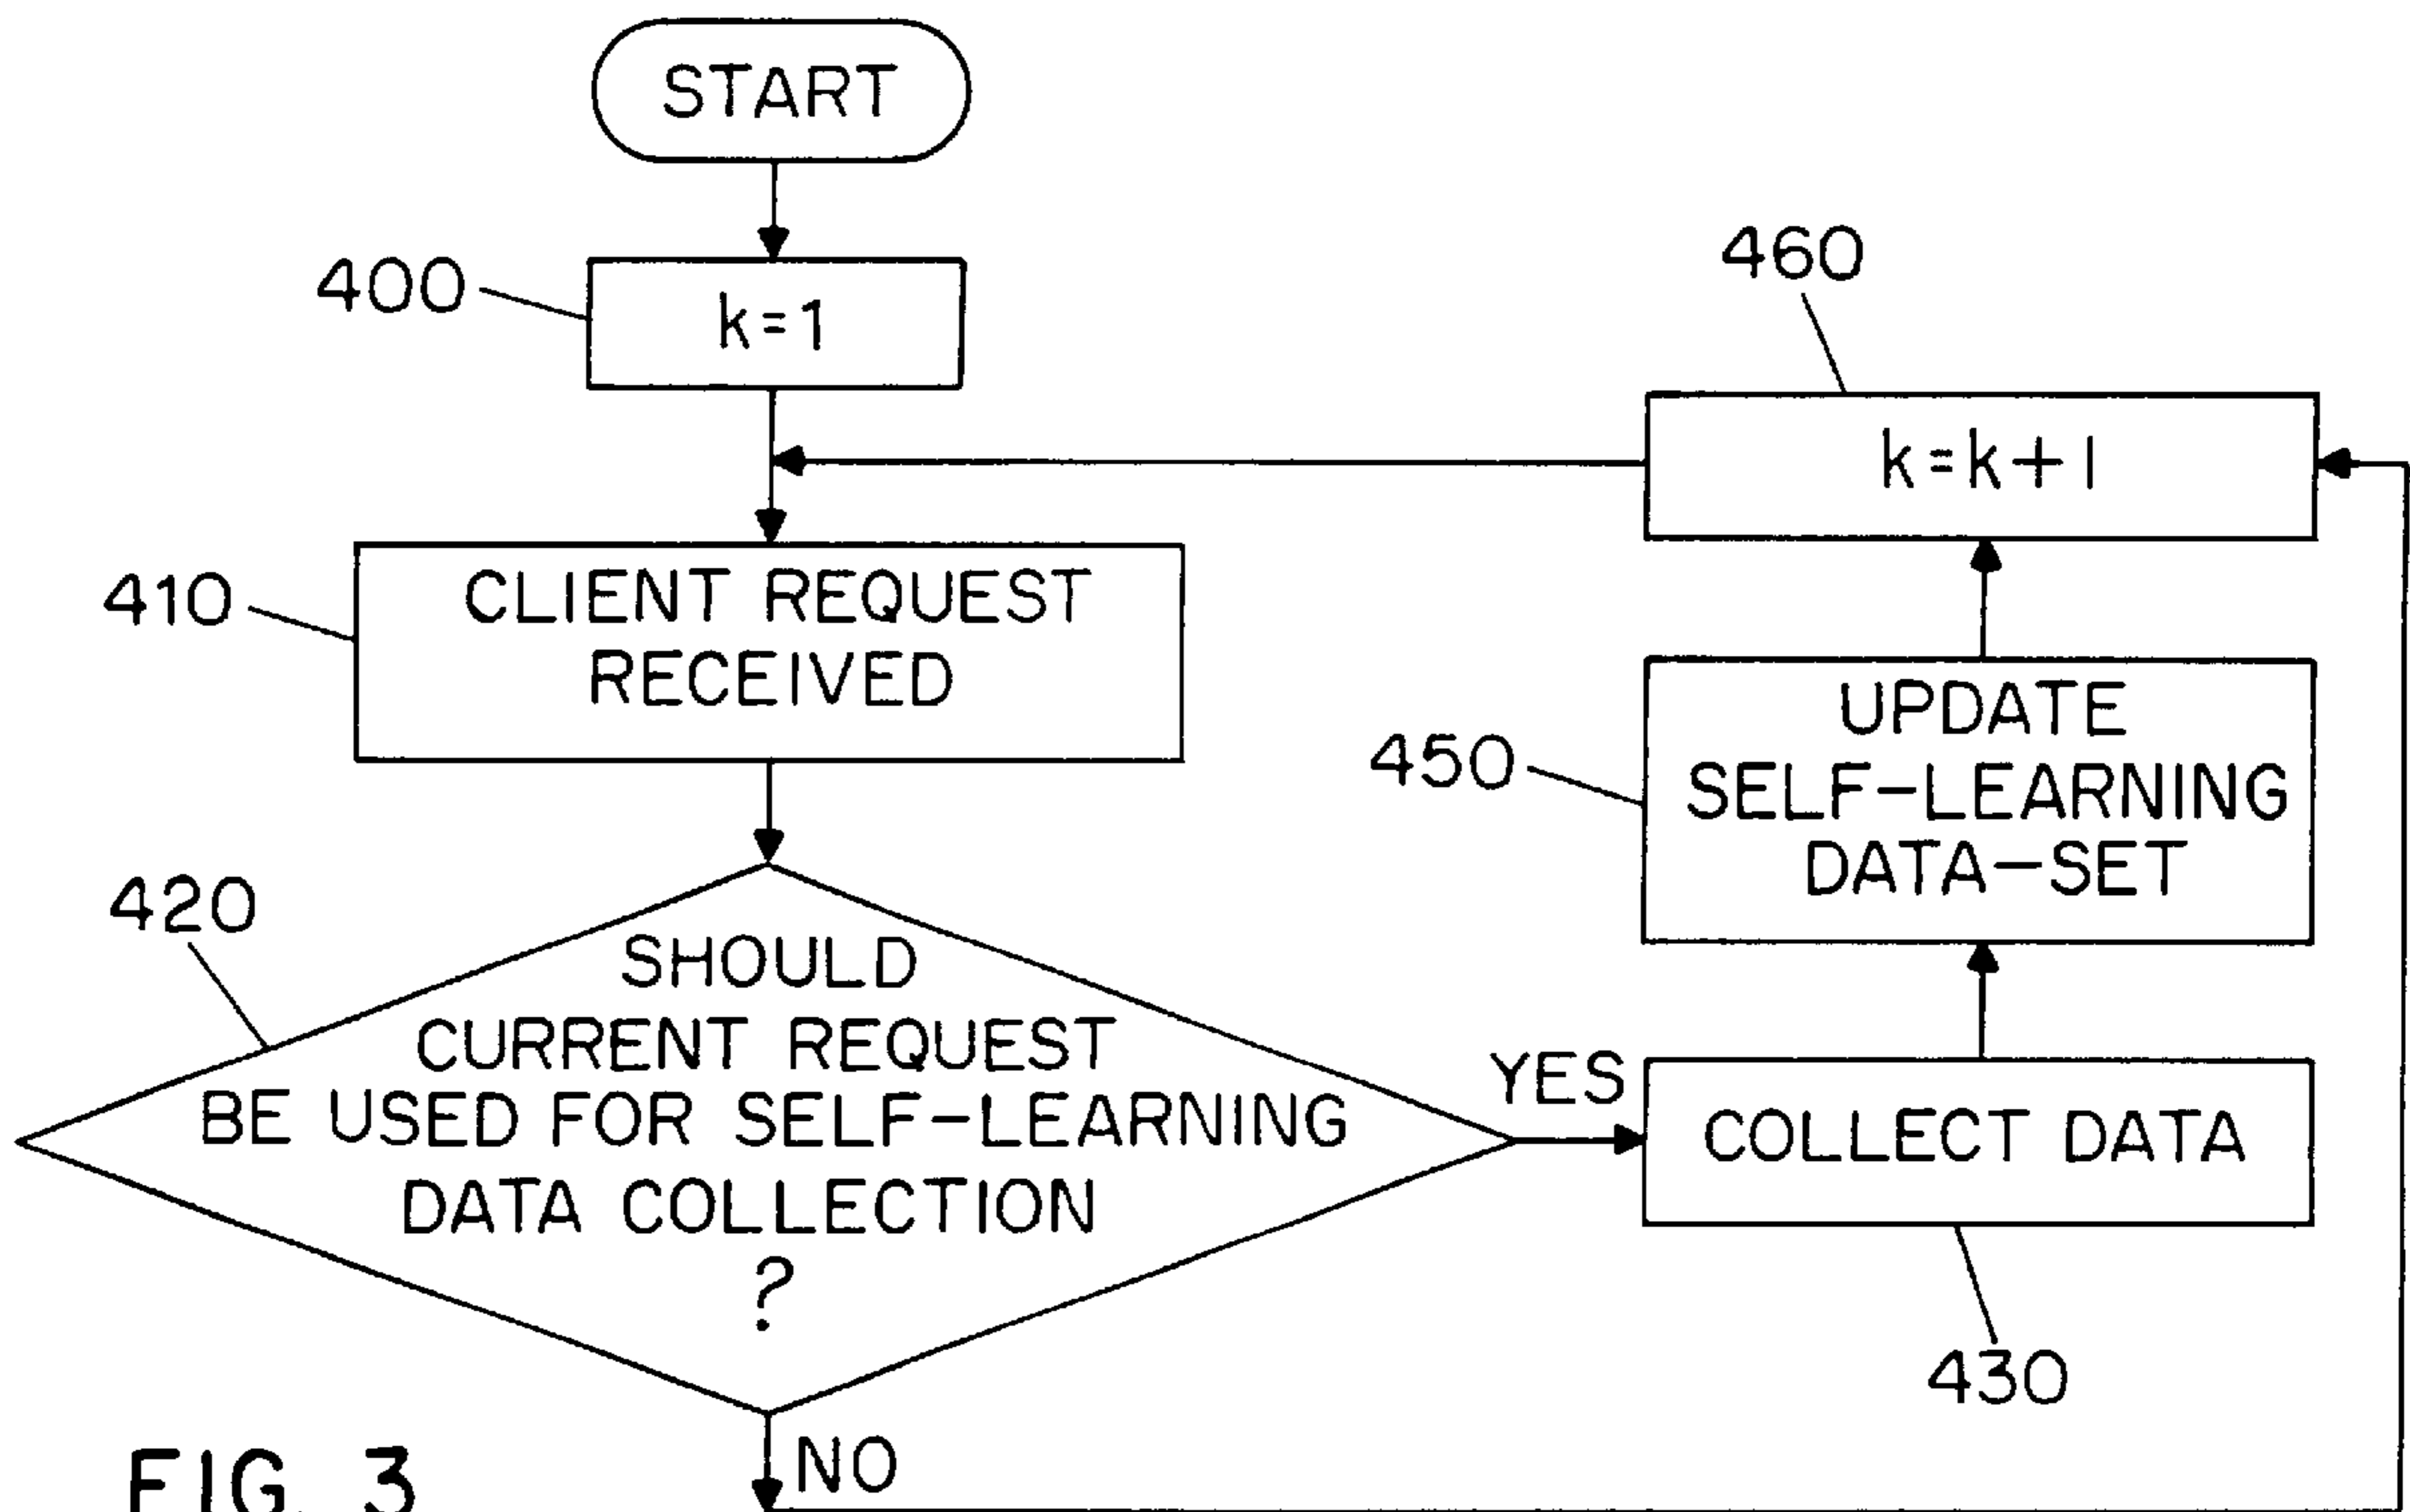 START
400
k=1
460
k=k+1
410
CLIENT REQUEST
RECEIVED
450
UPDATE
SELF-LEARNING
DATA-SET
420
SHOULD
CURRENT REQUEST
BE USED FOR SELF-LEARNING
DATA COLLECTION
?
YES
COLLECT DATA
430
NO
FIG. 3